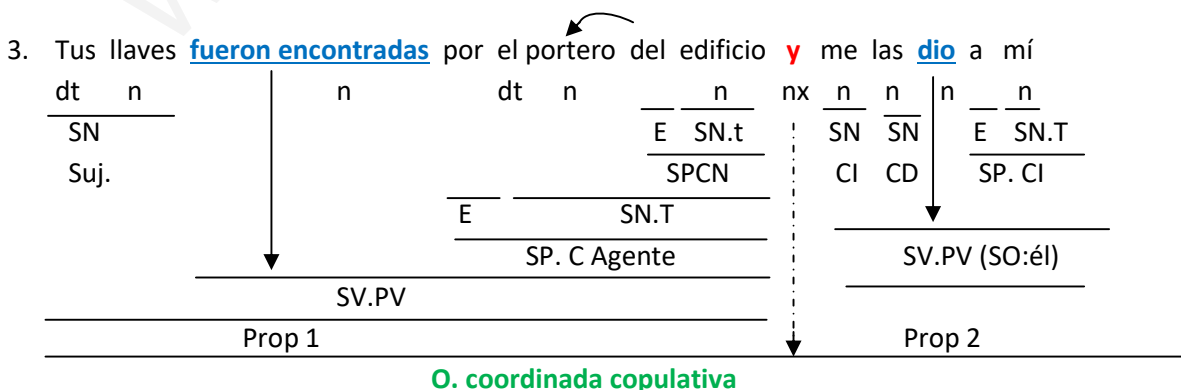 3. Tus llaves fueron encontradas por el portero del edificio y me las dio a mí
dt n n dt n n nx n n n n
SN E SN.t SN SN E SN.T
Suj. SPCN CI CD SP. CI
E SN.T
SP. C Agente SV.PV (SO:él)
SV.PV
Prop 1 Prop 2
O. coordinada copulativa